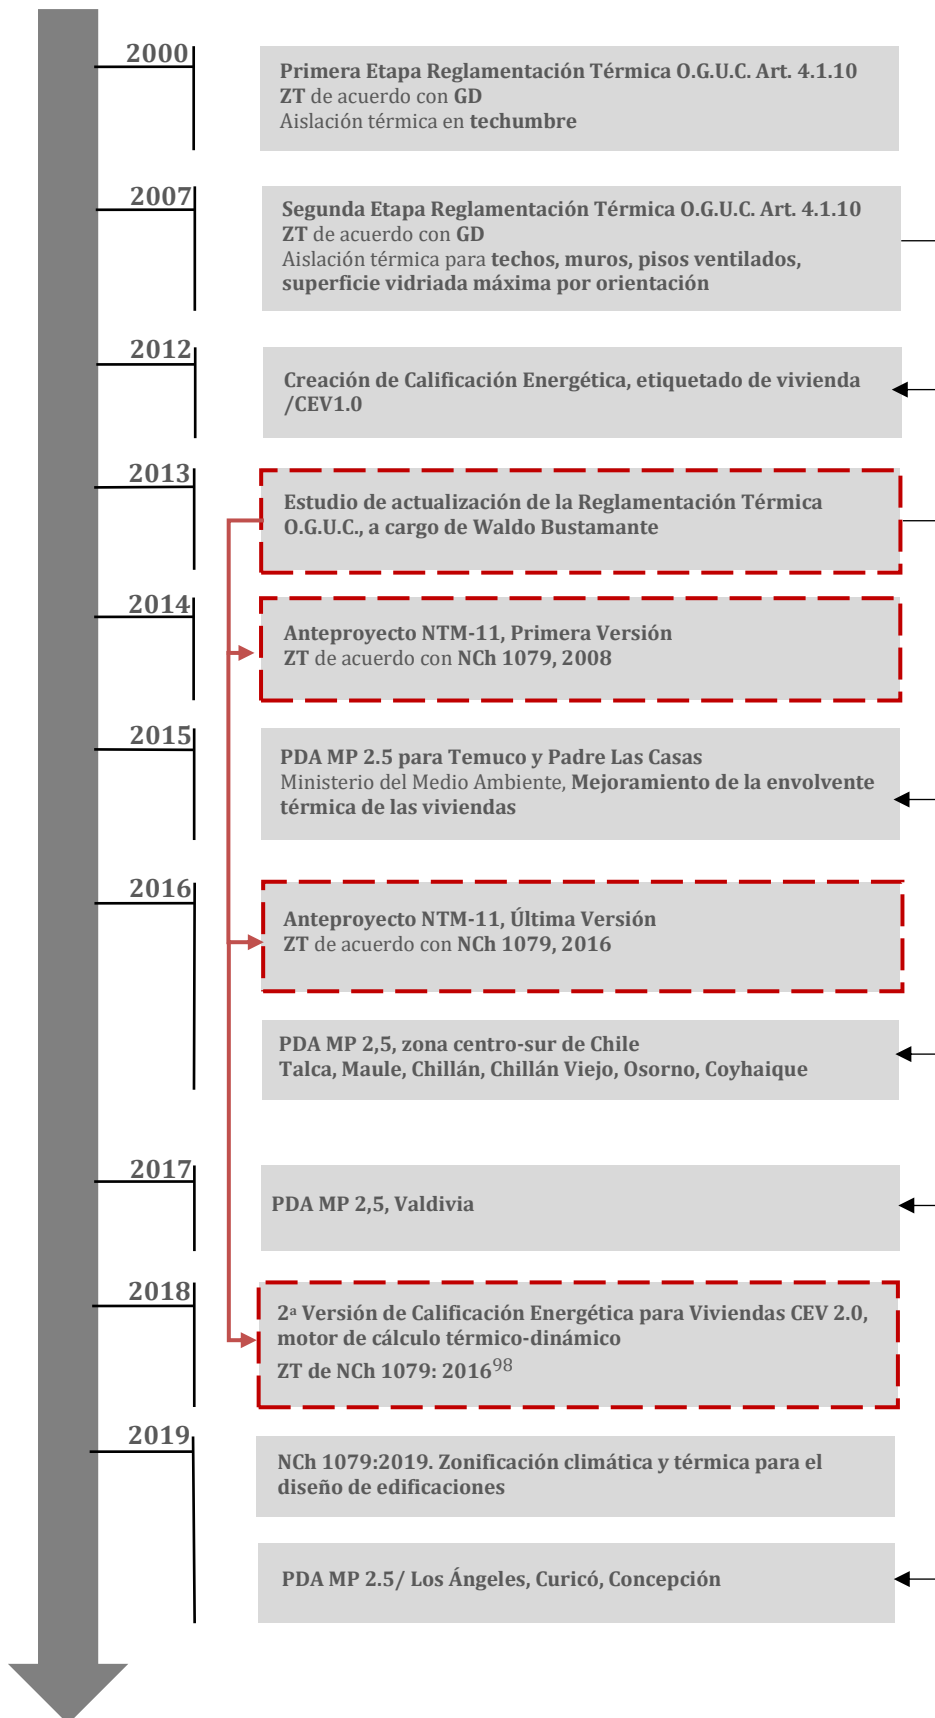 2000
Primera Etapa Reglamentación Térmica O.G.U.C. Art. 4.1.10
ZT de acuerdo con GD
Aislación térmica en techumbre
2007
Segunda Etapa Reglamentación Térmica O.G.U.C. Art. 4.1.10
ZT de acuerdo con GD
Aislación térmica para techos, muros, pisos ventilados,
superficie vidriada máxima por orientación
2012
Creación de Calificación Energética, etiquetado de vivienda
/CEV1.0
2013
Estudio de actualización de la Reglamentación Térmica
O.G.U.C., a cargo de Waldo Bustamante
2014
Anteproyecto NTM-11, Primera Versión
ZT de acuerdo con NCh 1079, 2008
2015
PDA MP 2.5 para Temuco y Padre Las Casas
Ministerio del Medio Ambiente, Mejoramiento de la envolvente
térmica de las viviendas
2016
Anteproyecto NTM-11, Última Versión
ZT de acuerdo con NCh 1079, 2016
PDA MP 2,5, zona centro-sur de Chile
Talca, Maule, Chillán, Chillán Viejo, Osorno, Coyhaique
2017
PDA MP 2,5, Valdivia
2018
2ª Versión de Calificación Energética para Viviendas CEV 2.0,
motor de cálculo térmico-dinámico
ZT de NCh 1079: 2016⁹⁸
2019
NCh 1079:2019. Zonificación climática y térmica para el
diseño de edificaciones
PDA MP 2.5/ Los Ángeles, Curicó, Concepción